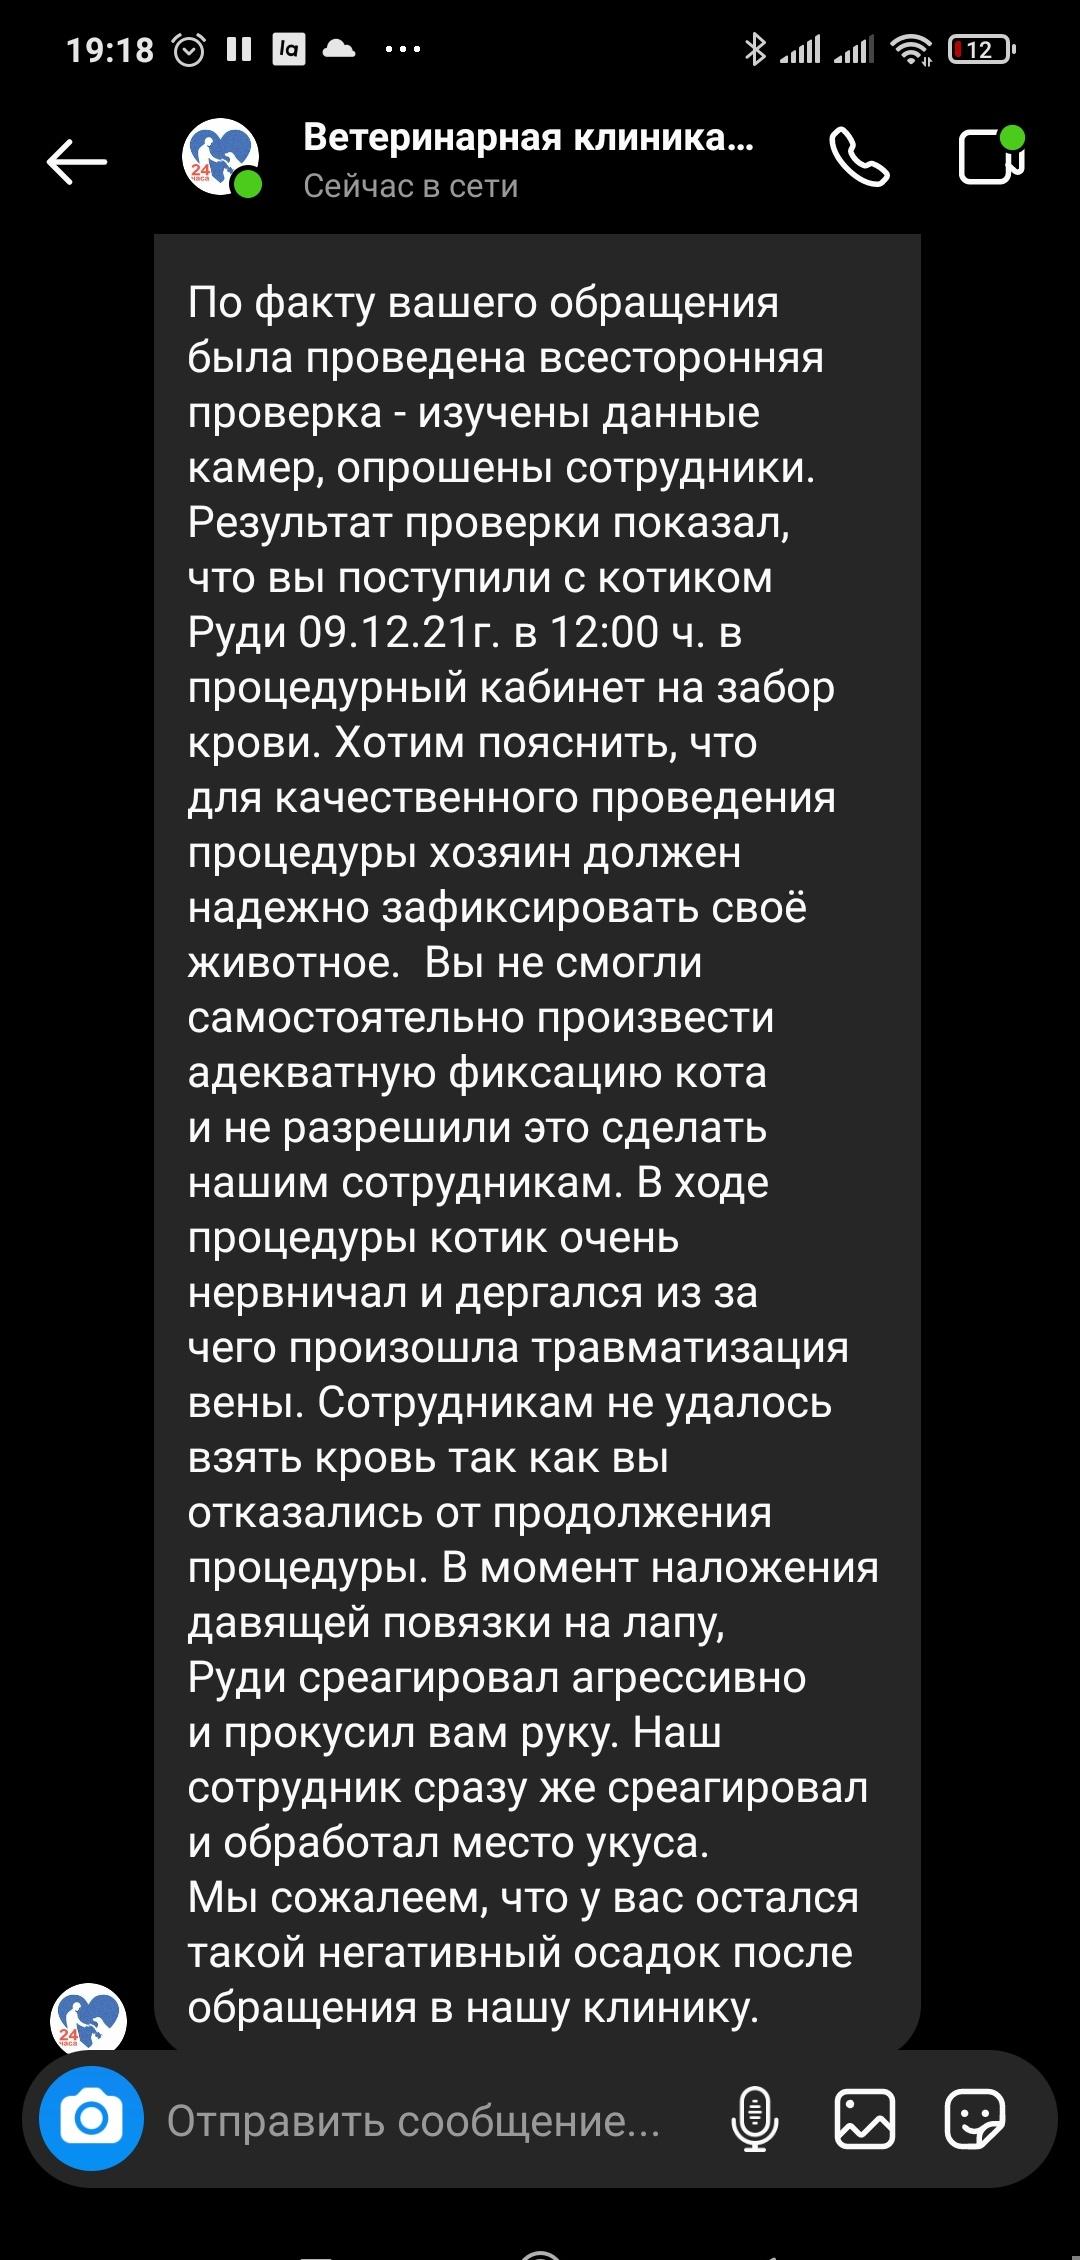 19:18 la ... 12
Ветеринарная клиника...
Сейчас в сети
24 часа
По факту вашего обращения
была проведена всесторонняя
проверка - изучены данные
камер, опрошены сотрудники.
Результат проверки показал,
что вы поступили с котиком
Руди 09.12.21г. в 12:00 ч. в
процедурный кабинет на забор
крови. Хотим пояснить, что
для качественного проведения
процедуры хозяин должен
надежно зафиксировать своё
животное. Вы не смогли
самостоятельно произвести
адекватную фиксацию кота
и не разрешили это сделать
нашим сотрудникам. В ходе
процедуры котик очень
нервничал и дергался из за
чего произошла травматизация
вены. Сотрудникам не удалось
взять кровь так как вы
отказались от продолжения
процедуры. В момент наложения
давящей повязки на лапу,
Руди среагировал агрессивно
и прокусил вам руку. Наш
сотрудник сразу же среагировал
и обработал место укуса.
Мы сожалеем, что у вас остался
такой негативный осадок после
обращения в нашу клинику.
24 часа
Отправить сообщение...